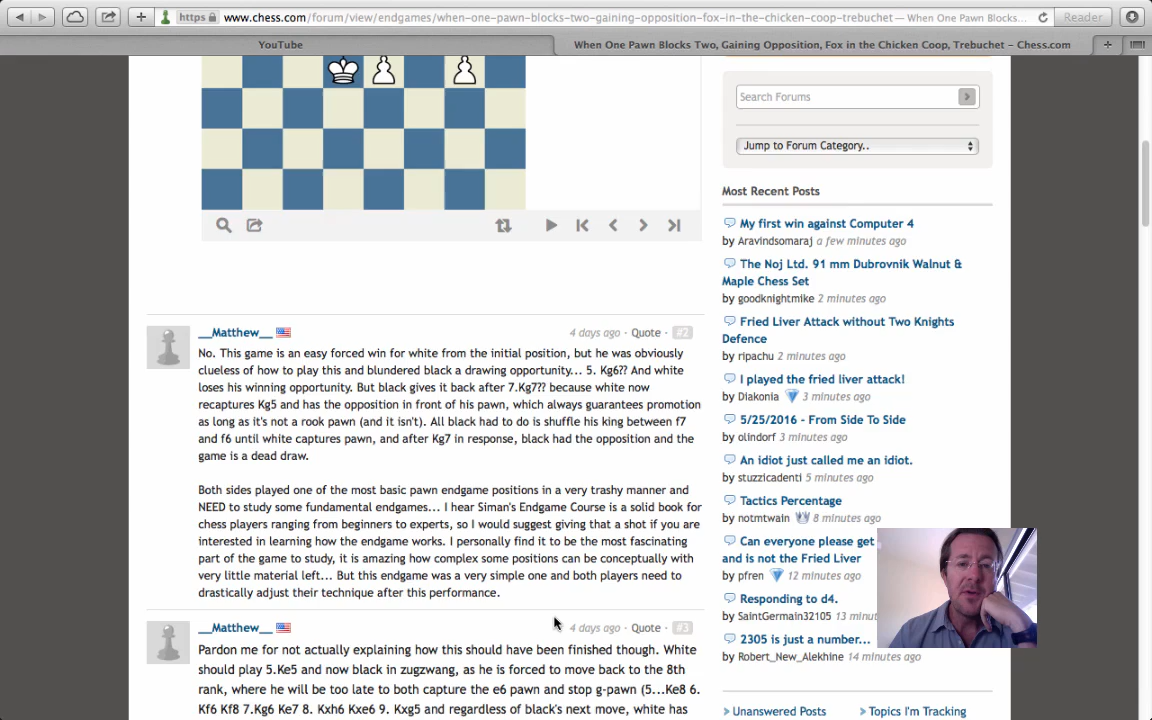 https www.chess.com/forum/view/endgames/when-one-pawn-blocks-two-gaining-opposition-fox-in-the-chicken-coop-trebuchet — When One Pawn Blocks... Reader
YouTube
When One Pawn Blocks Two, Gaining Opposition, Fox in the Chicken Coop, Trebuchet – Chess.com
Search Forums
Jump to Forum Category..
Most Recent Posts
My first win against Computer 4
by Aravindsomaraj a few minutes ago
The Noj Ltd. 91 mm Dubrovnik Walnut &
Maple Chess Set
by goodknightmike 2 minutes ago
Fried Liver Attack without Two Knights
Defence
by ripachu 2 minutes ago
I played the fried liver attack!
by Diakonia 3 minutes ago
5/25/2016 - From Side To Side
by olindorf 3 minutes ago
An idiot just called me an idiot.
by stuzzicadenti 5 minutes ago
Tactics Percentage
by notmtwain 8 minutes ago
Can everyone please get
and is not the Fried Liver
by pfren 12 minutes ago
Responding to d4.
by SaintGermain32105 13 minut
2305 is just a number...
by Robert_New_Alekhine 14 minutes ago
Unanswered Posts
Topics I'm Tracking
__Matthew__ 4 days ago · Quote · #2
No. This game is an easy forced win for white from the initial position, but he was obviously
clueless of how to play this and blundered black a drawing opportunity... 5. Kg6?? And white
loses his winning opportunity. But black gives it back after 7.Kg7?? because white now
recaptures Kg5 and has the opposition in front of his pawn, which always guarantees promotion
as long as it's not a rook pawn (and it isn't). All black had to do is shuffle his king between f7
and f6 until white captures pawn, and after Kg7 in response, black had the opposition and the
game is a dead draw.
Both sides played one of the most basic pawn endgame positions in a very trashy manner and
NEED to study some fundamental endgames... I hear Siman's Endgame Course is a solid book for
chess players ranging from beginners to experts, so I would suggest giving that a shot if you are
interested in learning how the endgame works. I personally find it to be the most fascinating
part of the game to study, it is amazing how complex some positions can be conceptually with
very little material left... But this endgame was a very simple one and both players need to
drastically adjust their technique after this performance.
__Matthew__ 4 days ago · Quote · #3
Pardon me for not actually explaining how this should have been finished though. White
should play 5.Ke5 and now black in zugzwang, as he is forced to move back to the 8th
rank, where he will be too late to both capture the e6 pawn and stop g-pawn (5...Ke8 6.
Kf6 Kf8 7.Kg6 Ke7 8. Kxh6 Kxe6 9. Kxg5 and regardless of black's next move, white has